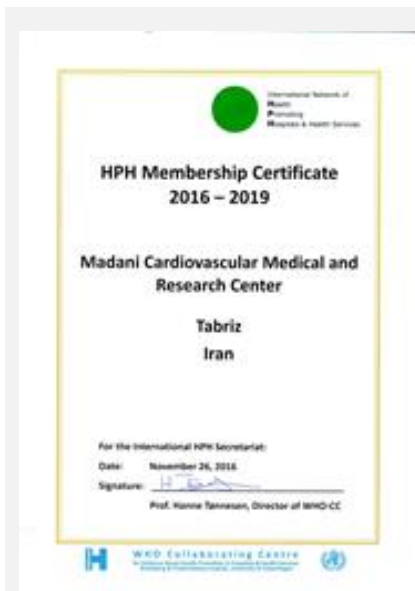 International Network of
Health
Promoting
Hospitals & Health Services
HPH Membership Certificate
2016 – 2019
Madani Cardiovascular Medical and
Research Center
Tabriz
Iran
For the International HPH Secretariat:
Date: November 26, 2016
Signature:
Prof. Hanne Tønnesen, Director of WHO-CC
WHO Collaborating Centre